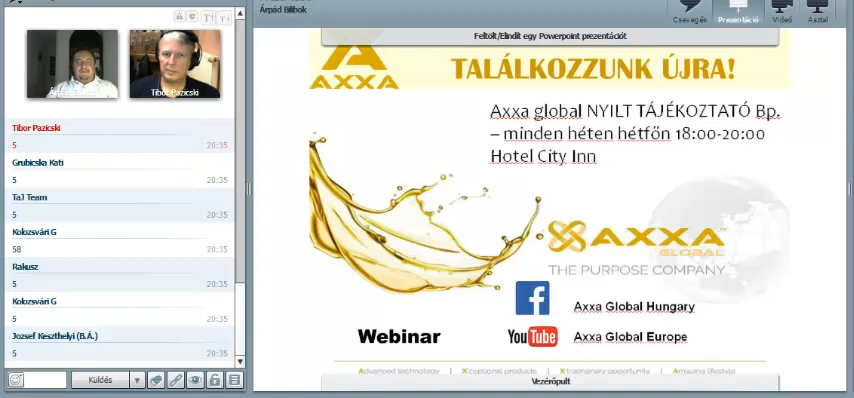 Árpád Bilibok
Csevegés
Prezentáció
Videó
Asztal
Feltölt/Elindít egy Powerpoint prezentációt
Tibor Pazicski
Tibor Pazicski
5 20:35
Grubicska Kati
5 20:35
TaJ Team
5 20:35
Kolozsvári G
58 20:35
Rakusz
5 20:35
Kolozsvári G
5 20:35
Jozsef Keszthelyi (B.Á.)
5 20:35
Küldés
AXXA
TALÁLKOZZUNK ÚJRA!
Axxa global NYILT TÁJÉKOZTATÓ Bp.
– minden héten hétfőn 18:00-20:00
Hotel City Inn
AXXA
GLOBAL
THE PURPOSE COMPANY
Axxa Global Hungary
Webinar
YouTube
Axxa Global Europe
Advanced technology | Xceptional products | Xtraordinary opportunity | Amazing lifestyle
Vezérlőpult